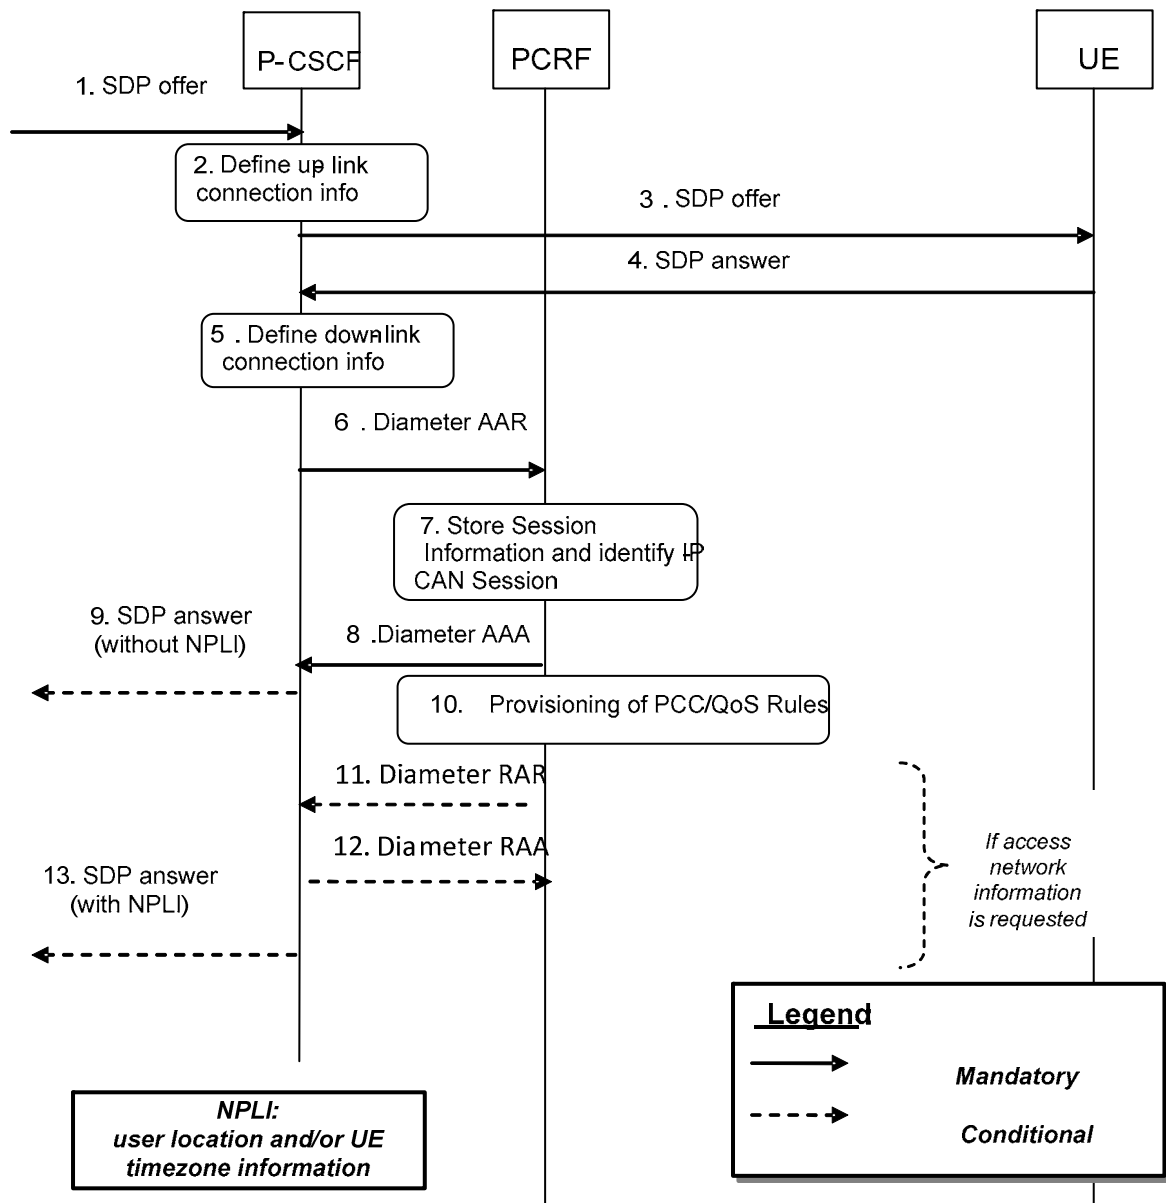 P-CSCF
PCRF
UE
1. SDP offer
2. Define up-link
connection info
3. SDP offer
4. SDP answer
5. Define down-link
connection info
6. Diameter AAR
7. Store Session
Information and identify IP-
CAN Session
9. SDP answer
(without NPLI)
8.Diameter AAA
10. Provisioning of PCC/QoS Rules
11. Diameter RAR
12. Diameter RAA
13. SDP answer
(with NPLI)
If access
network
information
is requested
Legend
Mandatory
Conditional
NPLI:
user location and/or UE
timezone information